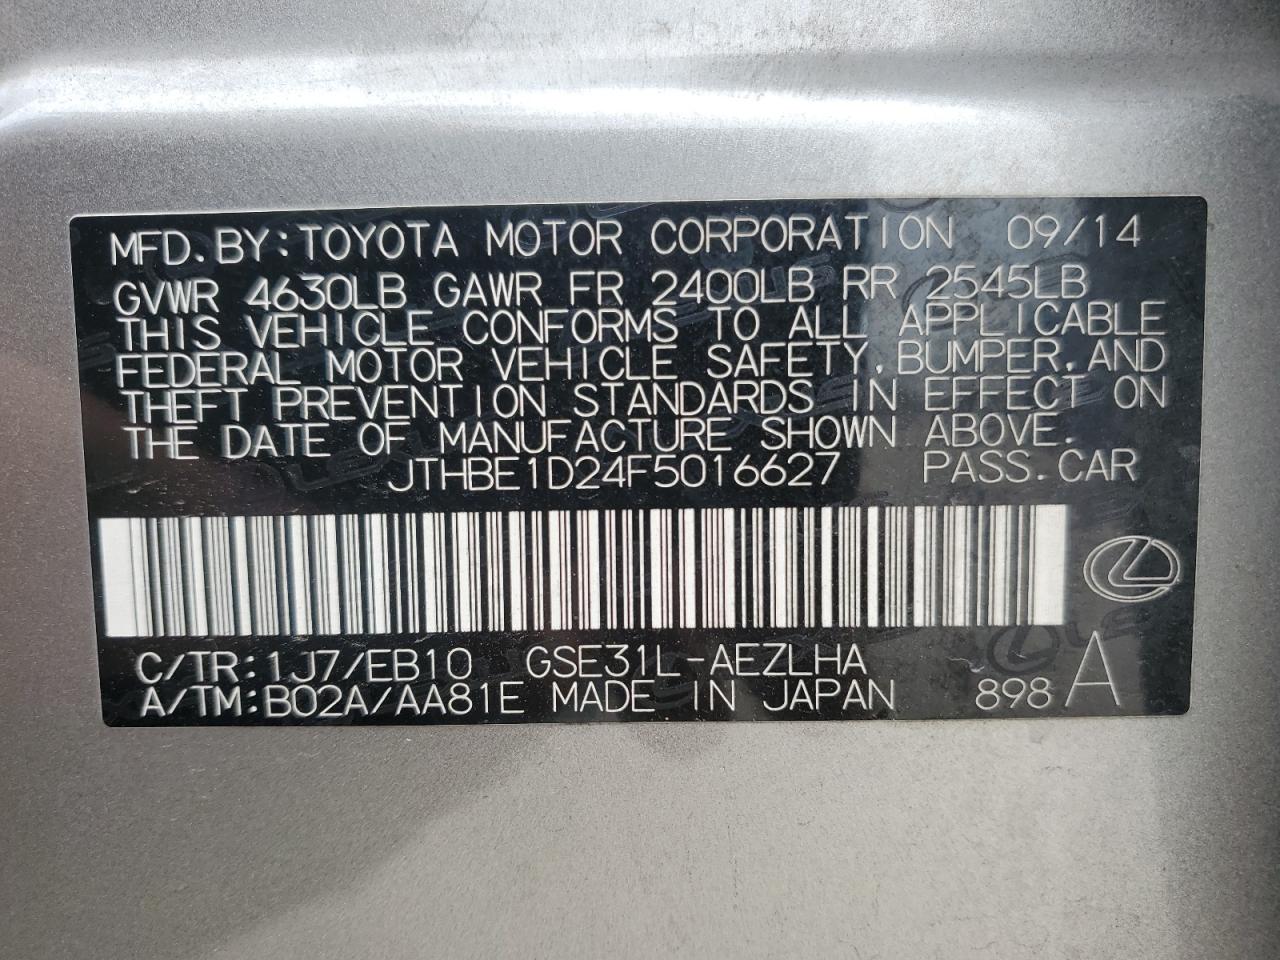 MFD.BY:TOYOTA MOTOR CORPORATION 09/14
GVWR 4630LB GAWR FR 2400LB RR 2545LB
THIS VEHICLE CONFORMS TO ALL APPLICABLE
FEDERAL MOTOR VEHICLE SAFETY,BUMPER,AND
THEFT PREVENTION STANDARDS IN EFFECT ON
THE DATE OF MANUFACTURE SHOWN ABOVE.
JTHBE1D24F5016627 PASS.CAR
C/TR:1J7/EB10 GSE31L-AEZLHA
A/TM:B02A/AA81E MADE IN JAPAN 898 A